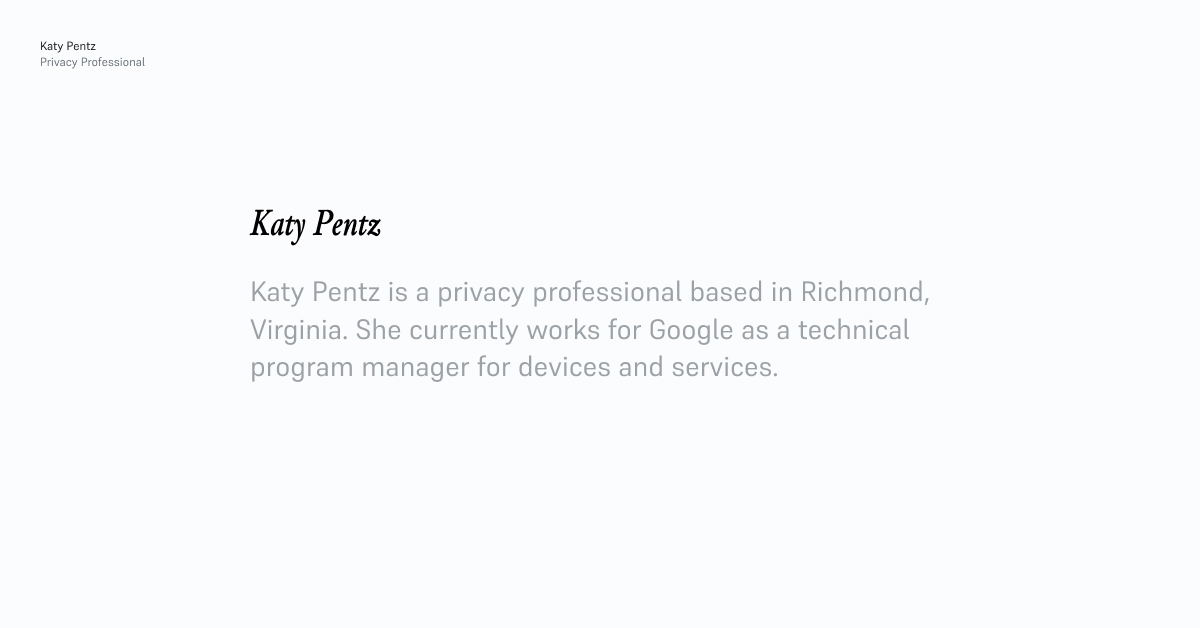 Katy Pentz
Privacy Professional
Katy Pentz
Katy Pentz is a privacy professional based in Richmond,
Virginia. She currently works for Google as a technical
program manager for devices and services.